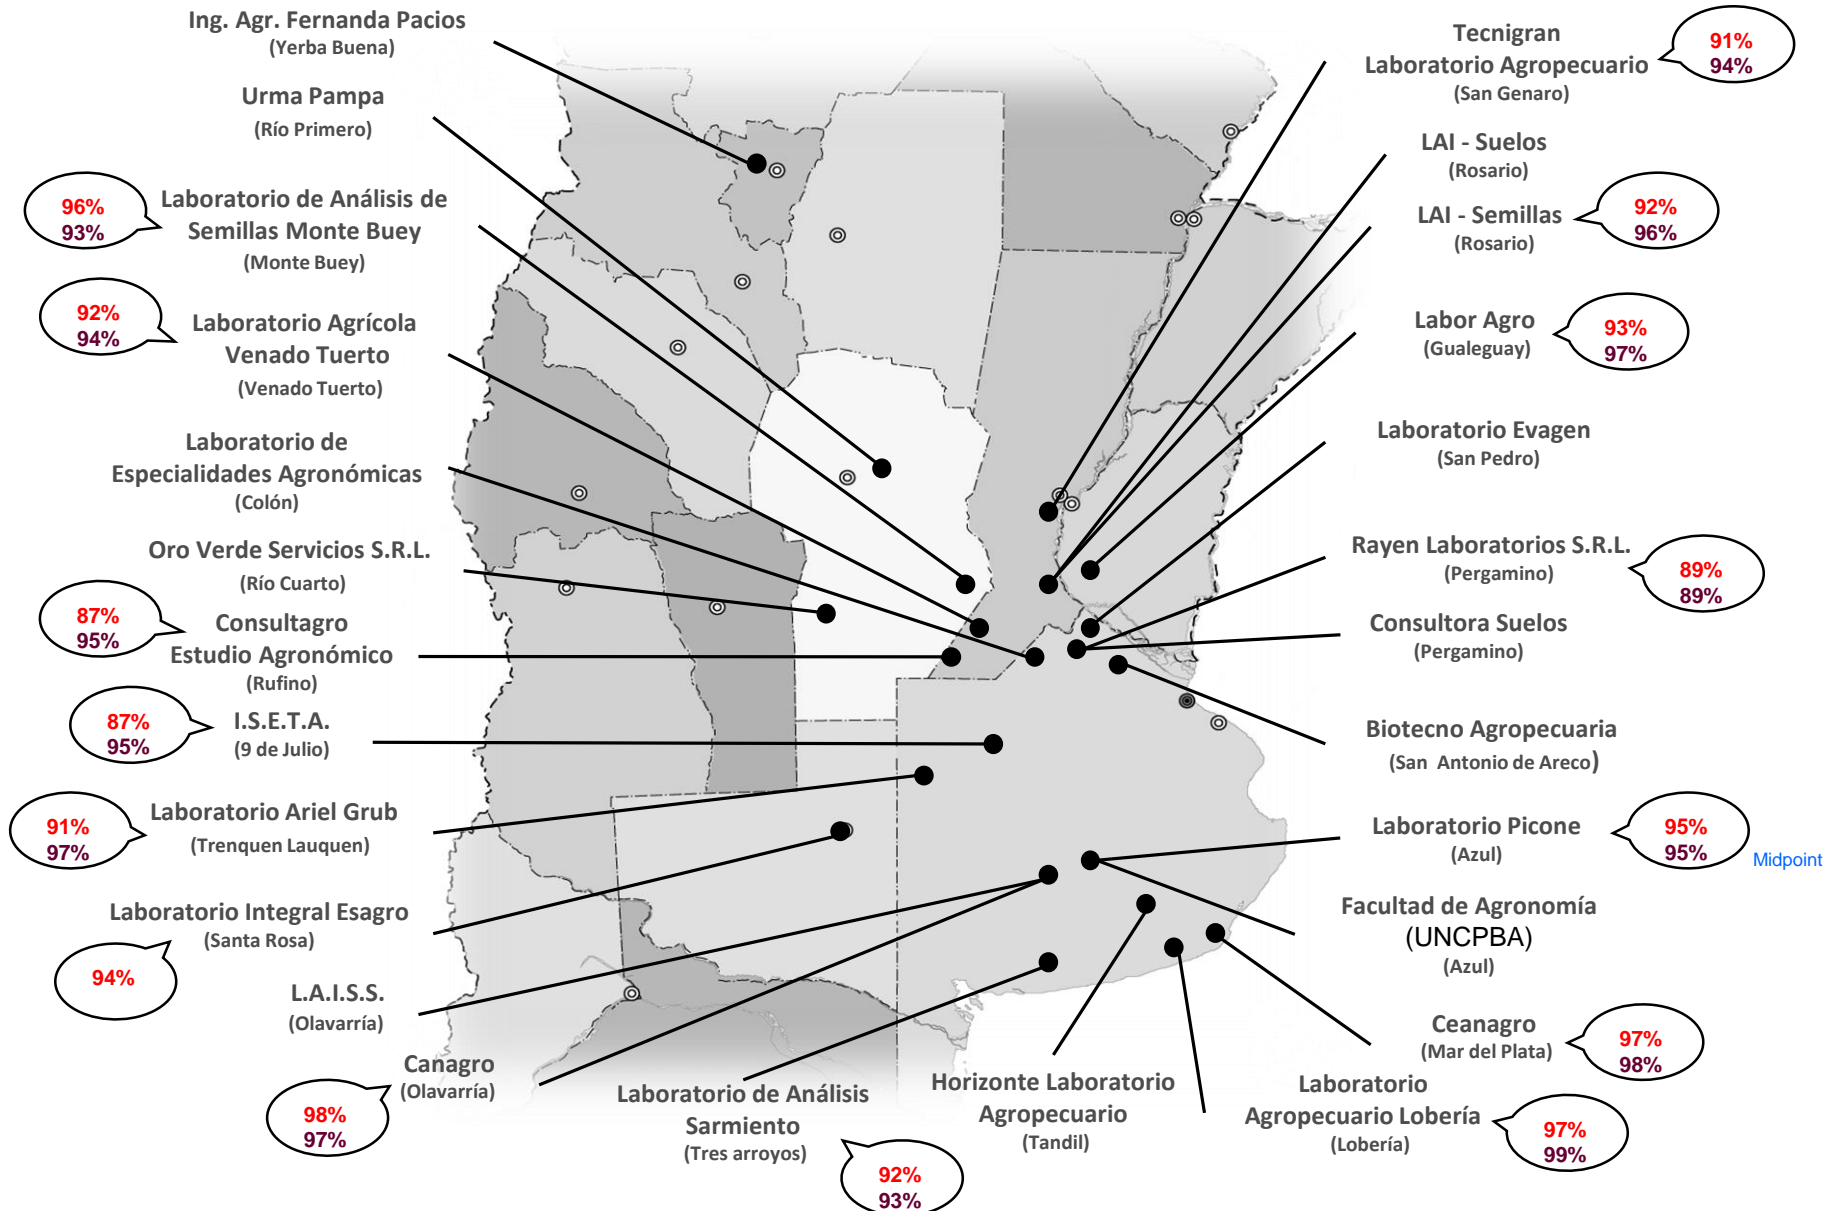 Ing. Agr. Fernanda Pacios
(Yerba Buena)
Urma Pampa
(Río Primero)
96%
93%
Laboratorio de Análisis de
Semillas Monte Buey
(Monte Buey)
92%
94%
Laboratorio Agrícola
Venado Tuerto
(Venado Tuerto)
Laboratorio de
Especialidades Agronómicas
(Colón)
Oro Verde Servicios S.R.L.
(Río Cuarto)
87%
95%
Consultagro
Estudio Agronómico
(Rufino)
87%
95%
I.S.E.T.A.
(9 de Julio)
91%
97%
Laboratorio Ariel Grub
(Trenquen Lauquen)
Laboratorio Integral Esagro
(Santa Rosa)
94%
L.A.I.S.S.
(Olavarría)
Canagro
(Olavarría)
98%
97%
Laboratorio de Análisis
Sarmiento
(Tres arroyos)
92%
93%
Horizonte Laboratorio
Agropecuario
(Tandil)
Laboratorio
Agropecuario Lobería
(Lobería)
97%
99%
Tecnigran
Laboratorio Agropecuario
(San Genaro)
91%
94%
LAI - Suelos
(Rosario)
LAI - Semillas
(Rosario)
92%
96%
Labor Agro
(Gualeguay)
93%
97%
Laboratorio Evagen
(San Pedro)
Rayen Laboratorios S.R.L.
(Pergamino)
89%
89%
Consultora Suelos
(Pergamino)
Biotecno Agropecuaria
(San Antonio de Areco)
Laboratorio Picone
(Azul)
95%
95%
Midpoint
Facultad de Agronomía
(UNCPBA)
(Azul)
Ceanagro
(Mar del Plata)
97%
98%